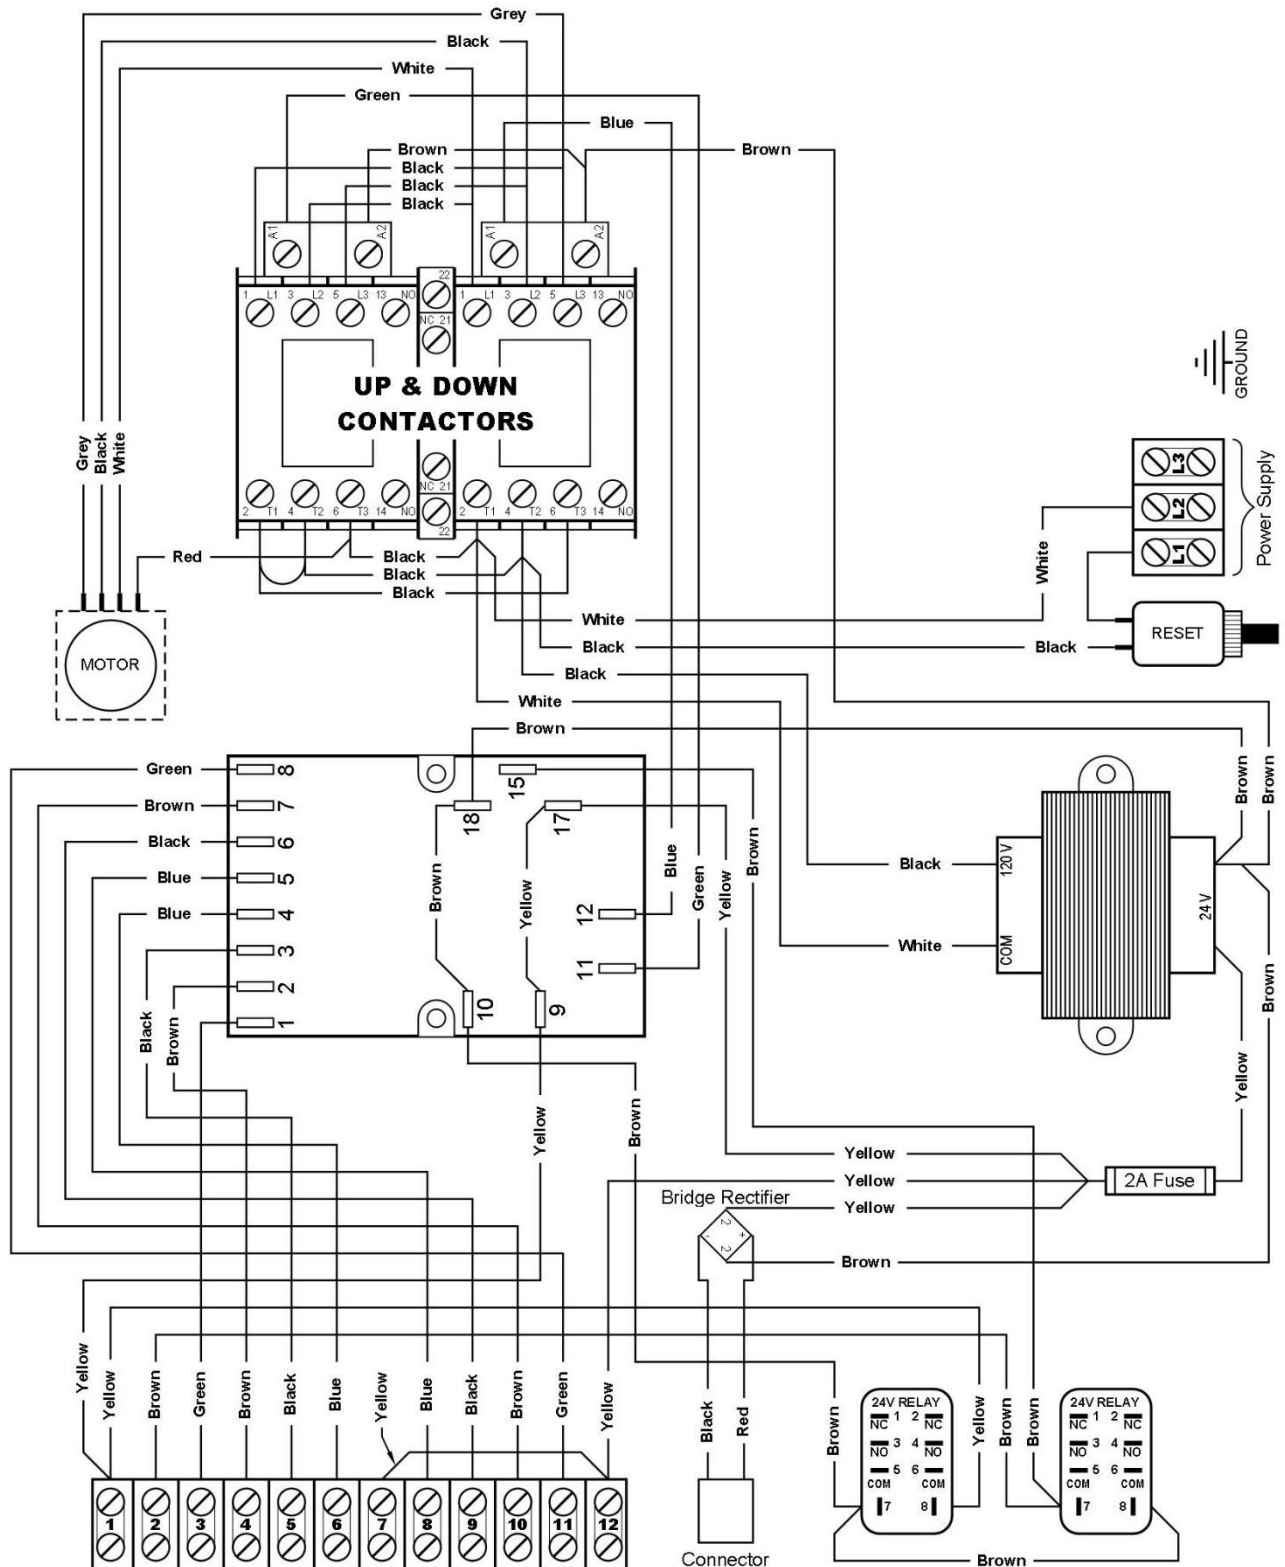 Grey
Black
White
Green
Blue
Brown
Brown
Black
Black
Black
A1
A2
A1
A2
22
1 L1 3 L2 5 L3 13 NO
1 L1 3 L2 5 L3 13 NO
NC 21
UP & DOWN
CONTACTORS
GROUND
Grey
Black
White
NC 21
22
2 T1 4 T2 6 T3 14 NO
2 T1 4 T2 6 T3 14 NO
L3
L2
L1
Power Supply
Red
Black
Black
Black
White
White
Black
Black
RESET
MOTOR
Black
White
Brown
Brown
Brown
Green
Brown
Black
Blue
Blue
8
7
6
5
4
3
2
1
15
18
17
12
11
10
9
Brown
Yellow
Blue
Green
Yellow
Brown
Black
White
120 V
COM
24 V
Brown
Yellow
Black
Brown
Yellow
Brown
Yellow
Yellow
Yellow
2A Fuse
Bridge Rectifier
2
-
+
2
Brown
Yellow
Yellow
Brown
Green
Brown
Black
Blue
Yellow
Blue
Black
Brown
Green
Yellow
Black
Red
Brown
Yellow
Brown
Brown
24V RELAY
1 2
NC NC
3 4
NO NO
5 6
COM COM
7 8
24V RELAY
1 2
NC NC
3 4
NO NO
5 6
COM COM
7 8
1 2 3 4 5 6 7 8 9 10 11 12
Connector
Brown